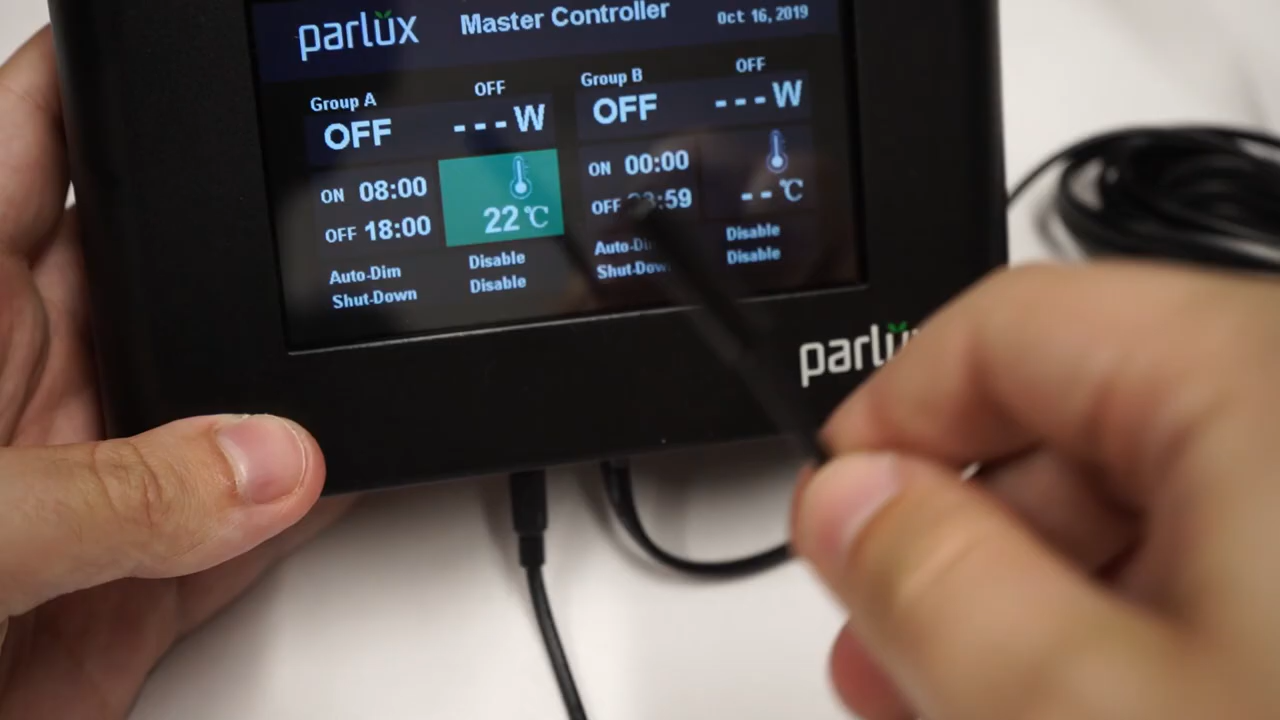 parlux Master Controller Oct 16, 2019
Group A OFF
OFF ---W
ON 08:00
OFF 18:00
22℃
Auto-Dim Disable
Shut-Down Disable
Group B OFF
OFF ---W
ON 00:00
OFF :59
--℃
Disable
Disable
parlux